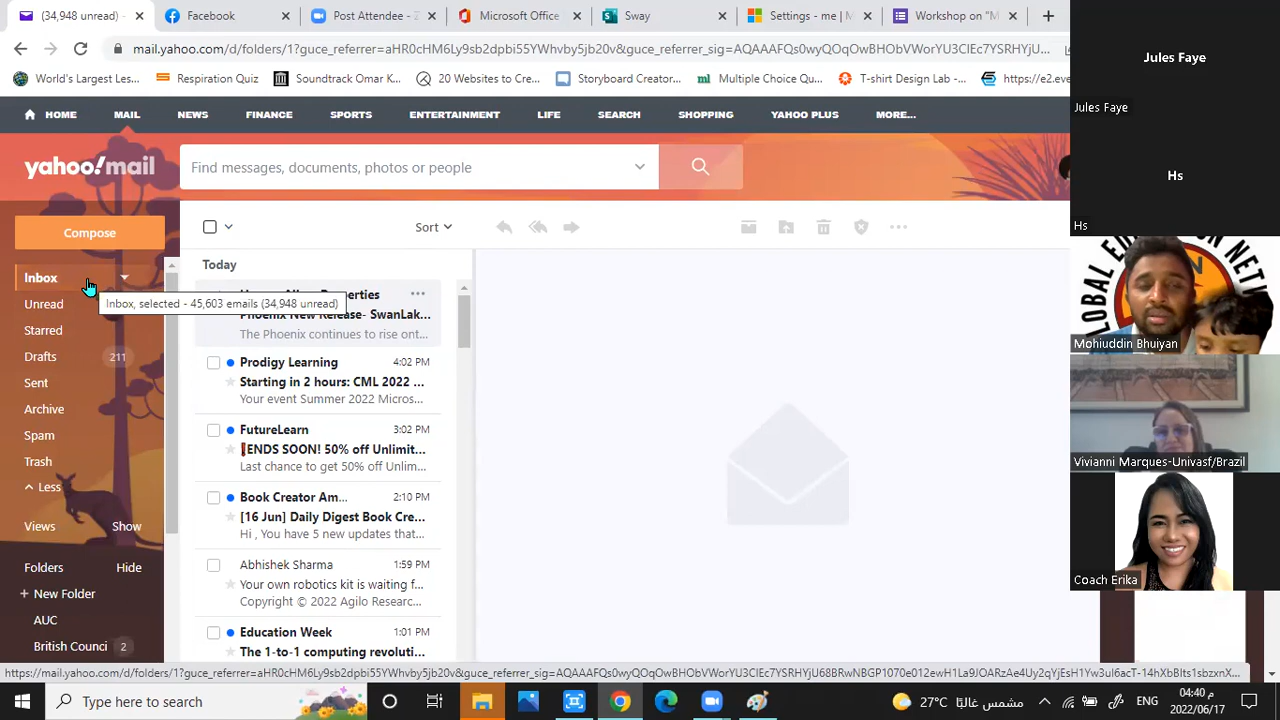 (34,948 unread)
Facebook
Post Attendee - Z
Microsoft Office
Sway
Settings - me | M
Workshop on "M
mail.yahoo.com/d/folders/1?guce_referrer=aHR0cHM6Ly9sb2dpbi55YWhvby5jb20v&guce_referrer_sig=AQAAAFQs0wyQOqOwBHObVWorYU3ClEc7YSRHYjU...
World's Largest Les...
Respiration Quiz
Soundtrack Omar K...
20 Websites to Cre...
Storyboard Creator...
Multiple Choice Qu...
T-shirt Design Lab -...
https://e2.eve
HOME
MAIL
NEWS
FINANCE
SPORTS
ENTERTAINMENT
LIFE
SEARCH
SHOPPING
YAHOO PLUS
MORE...
yahoo!mail
Find messages, documents, photos or people
Compose
Sort
Inbox
Inbox, selected - 45,603 emails (34,948 unread)
Unread
Starred
Drafts 211
Sent
Archive
Spam
Trash
Less
Views Show
Folders Hide
+ New Folder
AUC
British Counci 2
Today
perties
Phoenix New Release- SwanLak...
The Phoenix continues to rise ont...
Prodigy Learning 4:02 PM
Starting in 2 hours: CML 2022 ...
Your event Summer 2022 Micros...
FutureLearn 3:02 PM
ENDS SOON! 50% off Unlimit...
Last chance to get 50% off Unlim...
Book Creator Am... 2:10 PM
[16 Jun] Daily Digest Book Cre...
Hi , You have 5 new updates that...
Abhishek Sharma 1:59 PM
Your own robotics kit is waiting f...
Copyright © 2022 Agilo Researc...
Education Week 1:01 PM
The 1-to-1 computing revoluti...
Jules Faye
Jules Faye
Hs
Hs
GLOBAL ED
NETW
Mohiuddin Bhuiyan
Vivianni Marques-Univasf/Brazil
Coach Erika
Type here to search
27°C مشمس غالبًا
ENG
04:40 م
2022/06/17